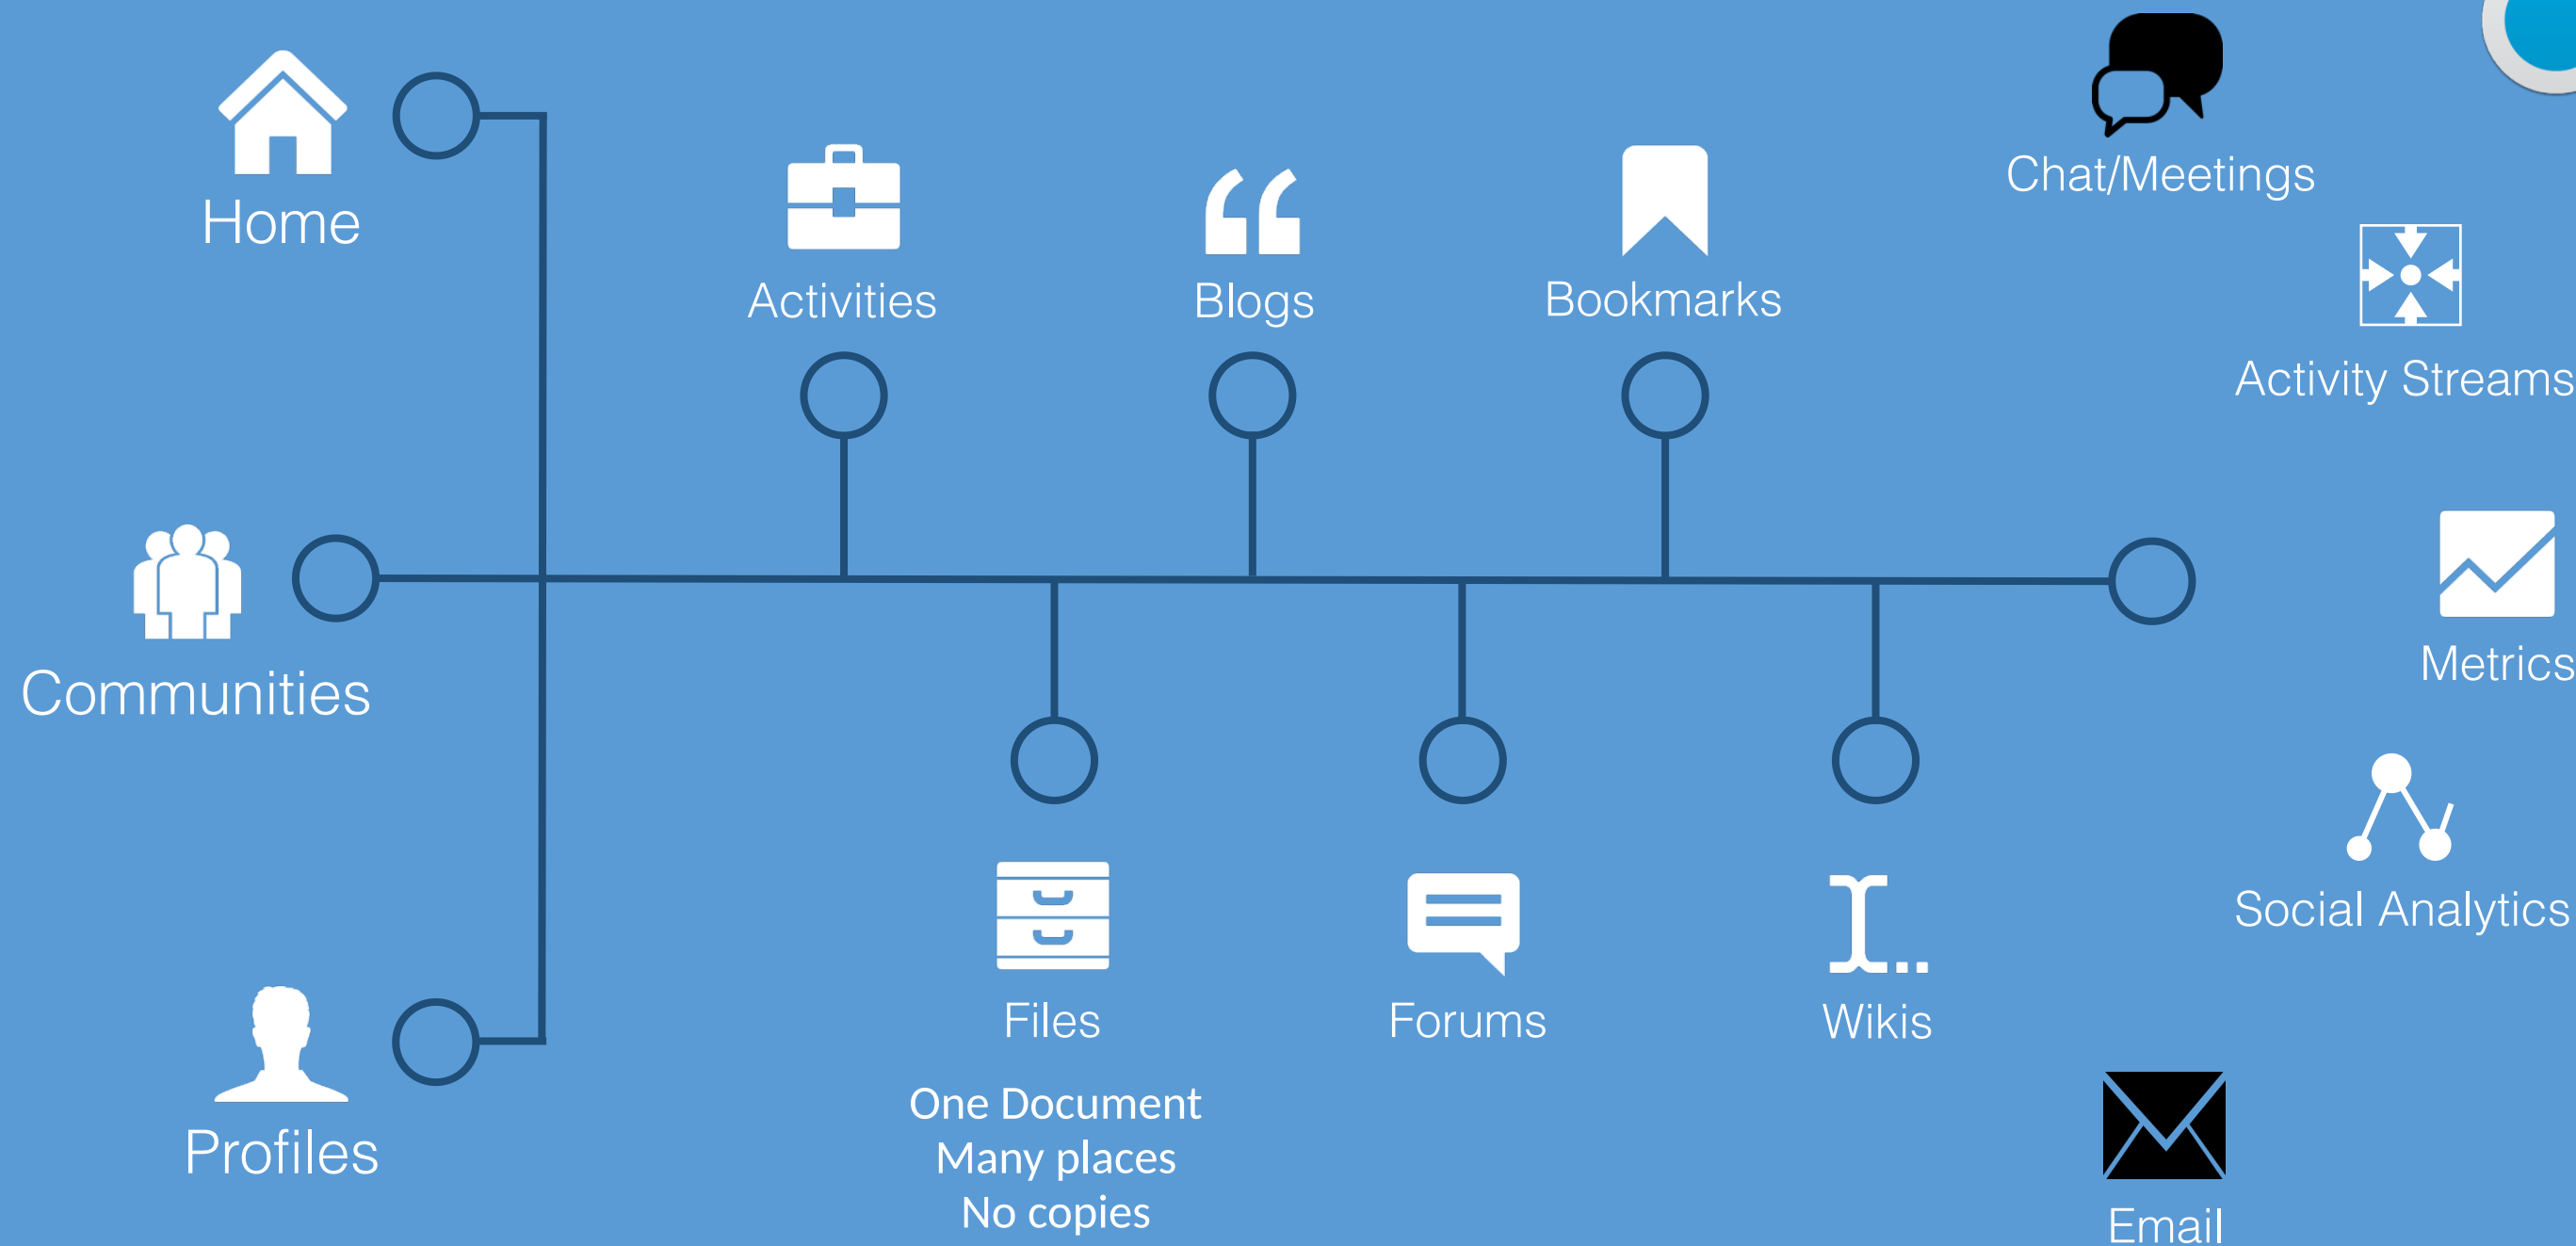 Home
Activities
Blogs
Bookmarks
Chat/Meetings
Activity Streams
Communities
Metrics
Files
Forums
Wikis
Social Analytics
Profiles
One Document
Many places
No copies
Email